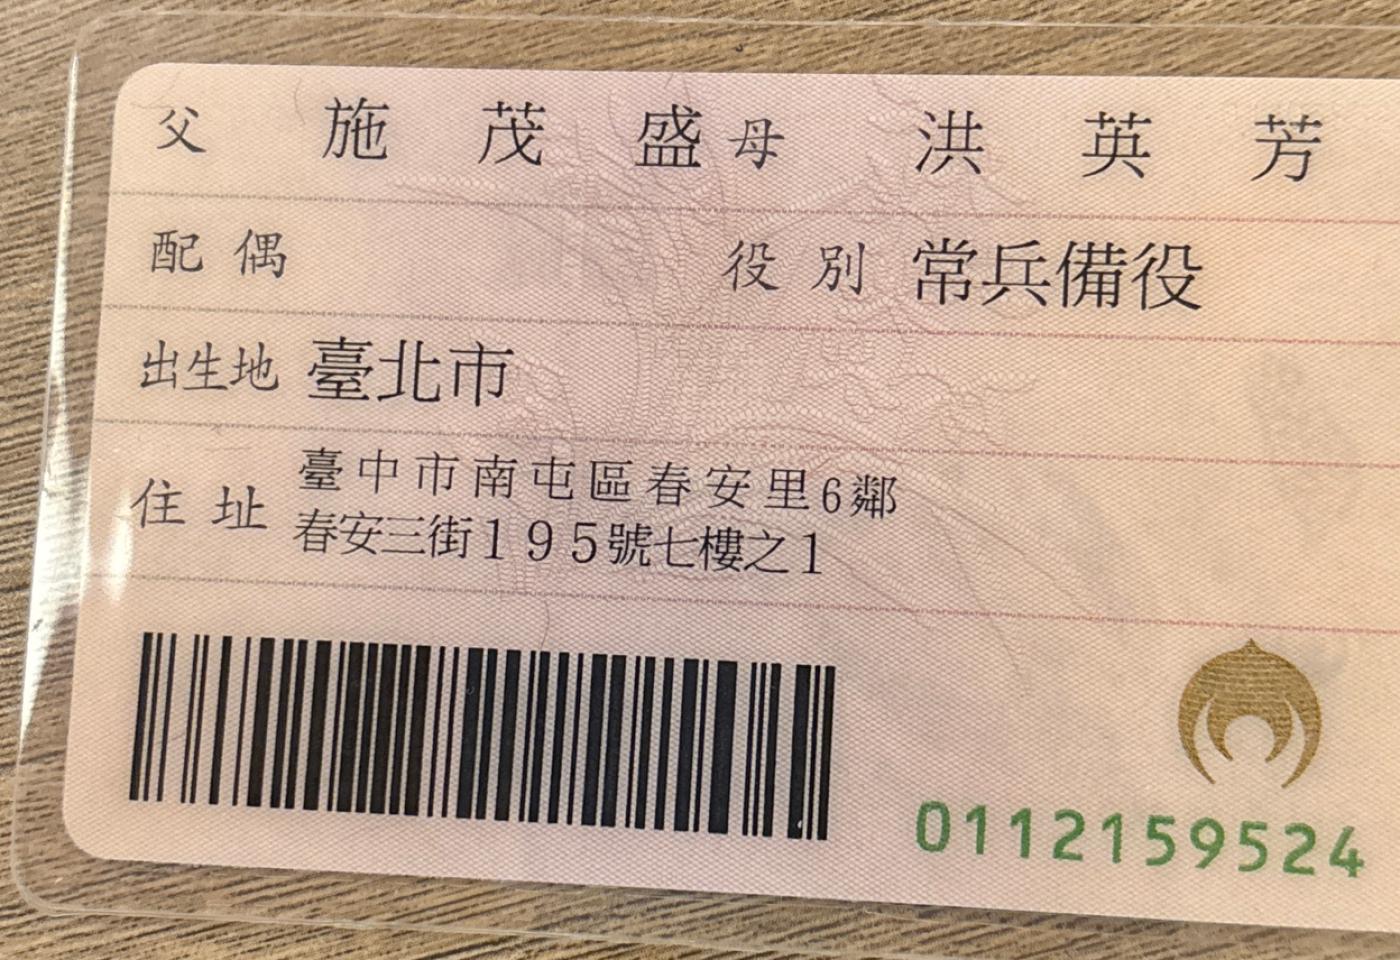 父 施茂盛 母 洪英芳
配偶 役別 常兵備役
出生地 臺北市
住址 臺中市南屯區春安里6鄰
春安三街195號七樓之1
0112159524